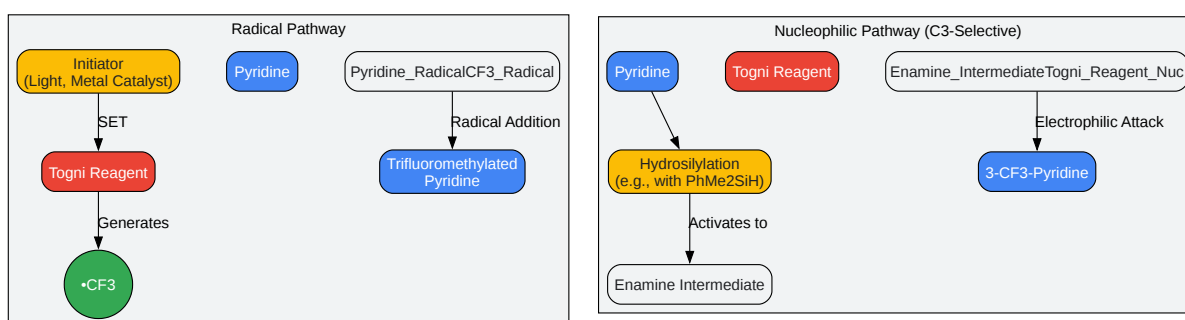 Radical Pathway
Initiator
(Light, Metal Catalyst)
Pyridine
Pyridine_RadicalCF3_Radical
SET
Radical Addition
Togni Reagent
Trifluoromethylated
Pyridine
Generates
•CF3
Nucleophilic Pathway (C3-Selective)
Pyridine
Togni Reagent
Enamine_IntermediateTogni_Reagent_Nuc
Electrophilic Attack
Hydrosilylation
(e.g., with PhMe2SiH)
3-CF3-Pyridine
Activates to
Enamine Intermediate